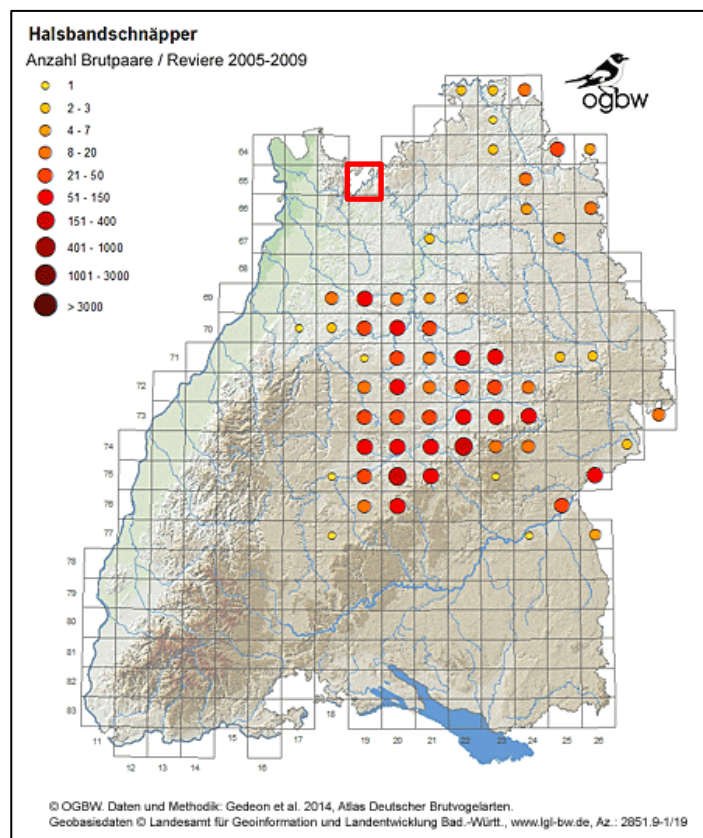 Halsbandschnäpper
Anzahl Brutpaare / Reviere 2005-2009
1
2 - 3
4 - 7
8 - 20
21 - 50
51 - 150
151 - 400
401 - 1000
1001 - 3000
> 3000
ogbw
64
65
66
67
68
69
70
71
72
73
74
75
76
77
78
79
80
81
82
83
11
12
13
14
15
16
17
18
19
20
21
22
23
24
25
26
© OGBW. Daten und Methodik: Gedeon et al. 2014, Atlas Deutscher Brutvogelarten.
Geobasisdaten © Landesamt für Geoinformation und Landentwicklung Bad.-Württ., www.lgl-bw.de, Az.: 2851.9-1/19